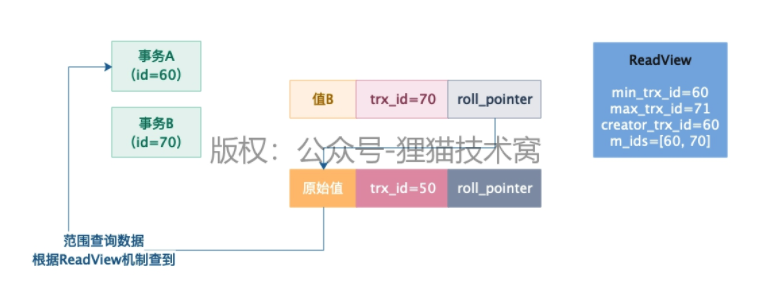 事务A
（id=60）
ReadView
min_trx_id=60
max_trx_id=71
creator_trx_id=60
m_ids=[60, 70]
值B
trx_id=70
roll_pointer
事务B
（id=70）
版权：公众号-狸猫技术窝
原始值
trx_id=50
roll_pointer
范围查询数据
根据ReadView机制查到